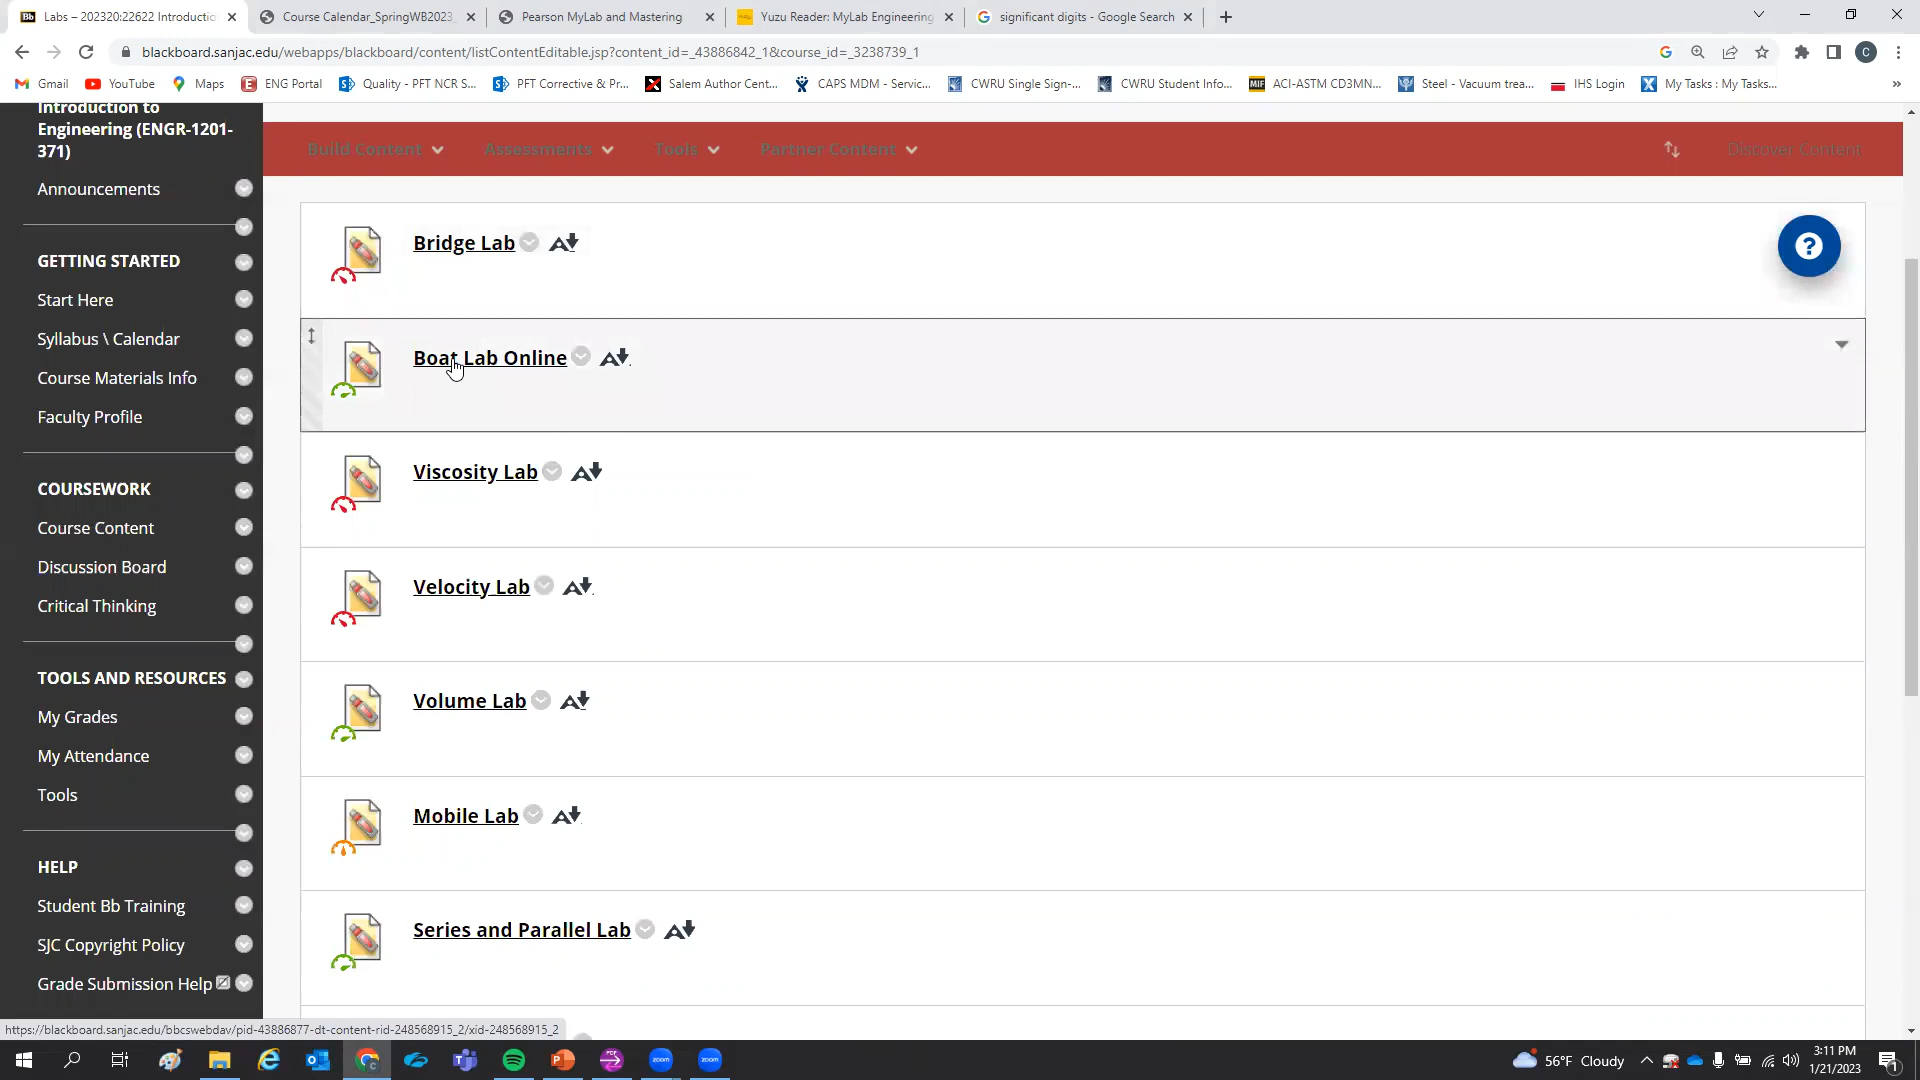 Labs – 202320:22622 Introductio
Course Calendar_SpringWB2023_
Pearson MyLab and Mastering
Yuzu Reader: MyLab Engineering
significant digits - Google Search
blackboard.sanjac.edu/webapps/blackboard/content/listContentEditable.jsp?content_id=_43886842_1&course_id=_3238739_1
Gmail
YouTube
Maps
ENG Portal
Quality - PFT NCR S...
PFT Corrective & Pr...
Salem Author Cent...
CAPS MDM - Servic...
CWRU Single Sign-...
CWRU Student Info...
ACI-ASTM CD3MN...
Steel - Vacuum trea...
IHS Login
My Tasks : My Tasks...
Introduction to
Engineering (ENGR-1201-
371)
Announcements
GETTING STARTED
Start Here
Syllabus \ Calendar
Course Materials Info
Faculty Profile
COURSEWORK
Course Content
Discussion Board
Critical Thinking
TOOLS AND RESOURCES
My Grades
My Attendance
Tools
HELP
Student Bb Training
SJC Copyright Policy
Grade Submission Help
Build Content
Assessments
Tools
Partner Content
Discover Content
Bridge Lab
Boat Lab Online
Viscosity Lab
Velocity Lab
Volume Lab
Mobile Lab
Series and Parallel Lab
https://blackboard.sanjac.edu/bbcswebdav/pid-43886877-dt-content-rid-248568915_2/xid-248568915_2
56°F Cloudy
3:11 PM
1/21/2023